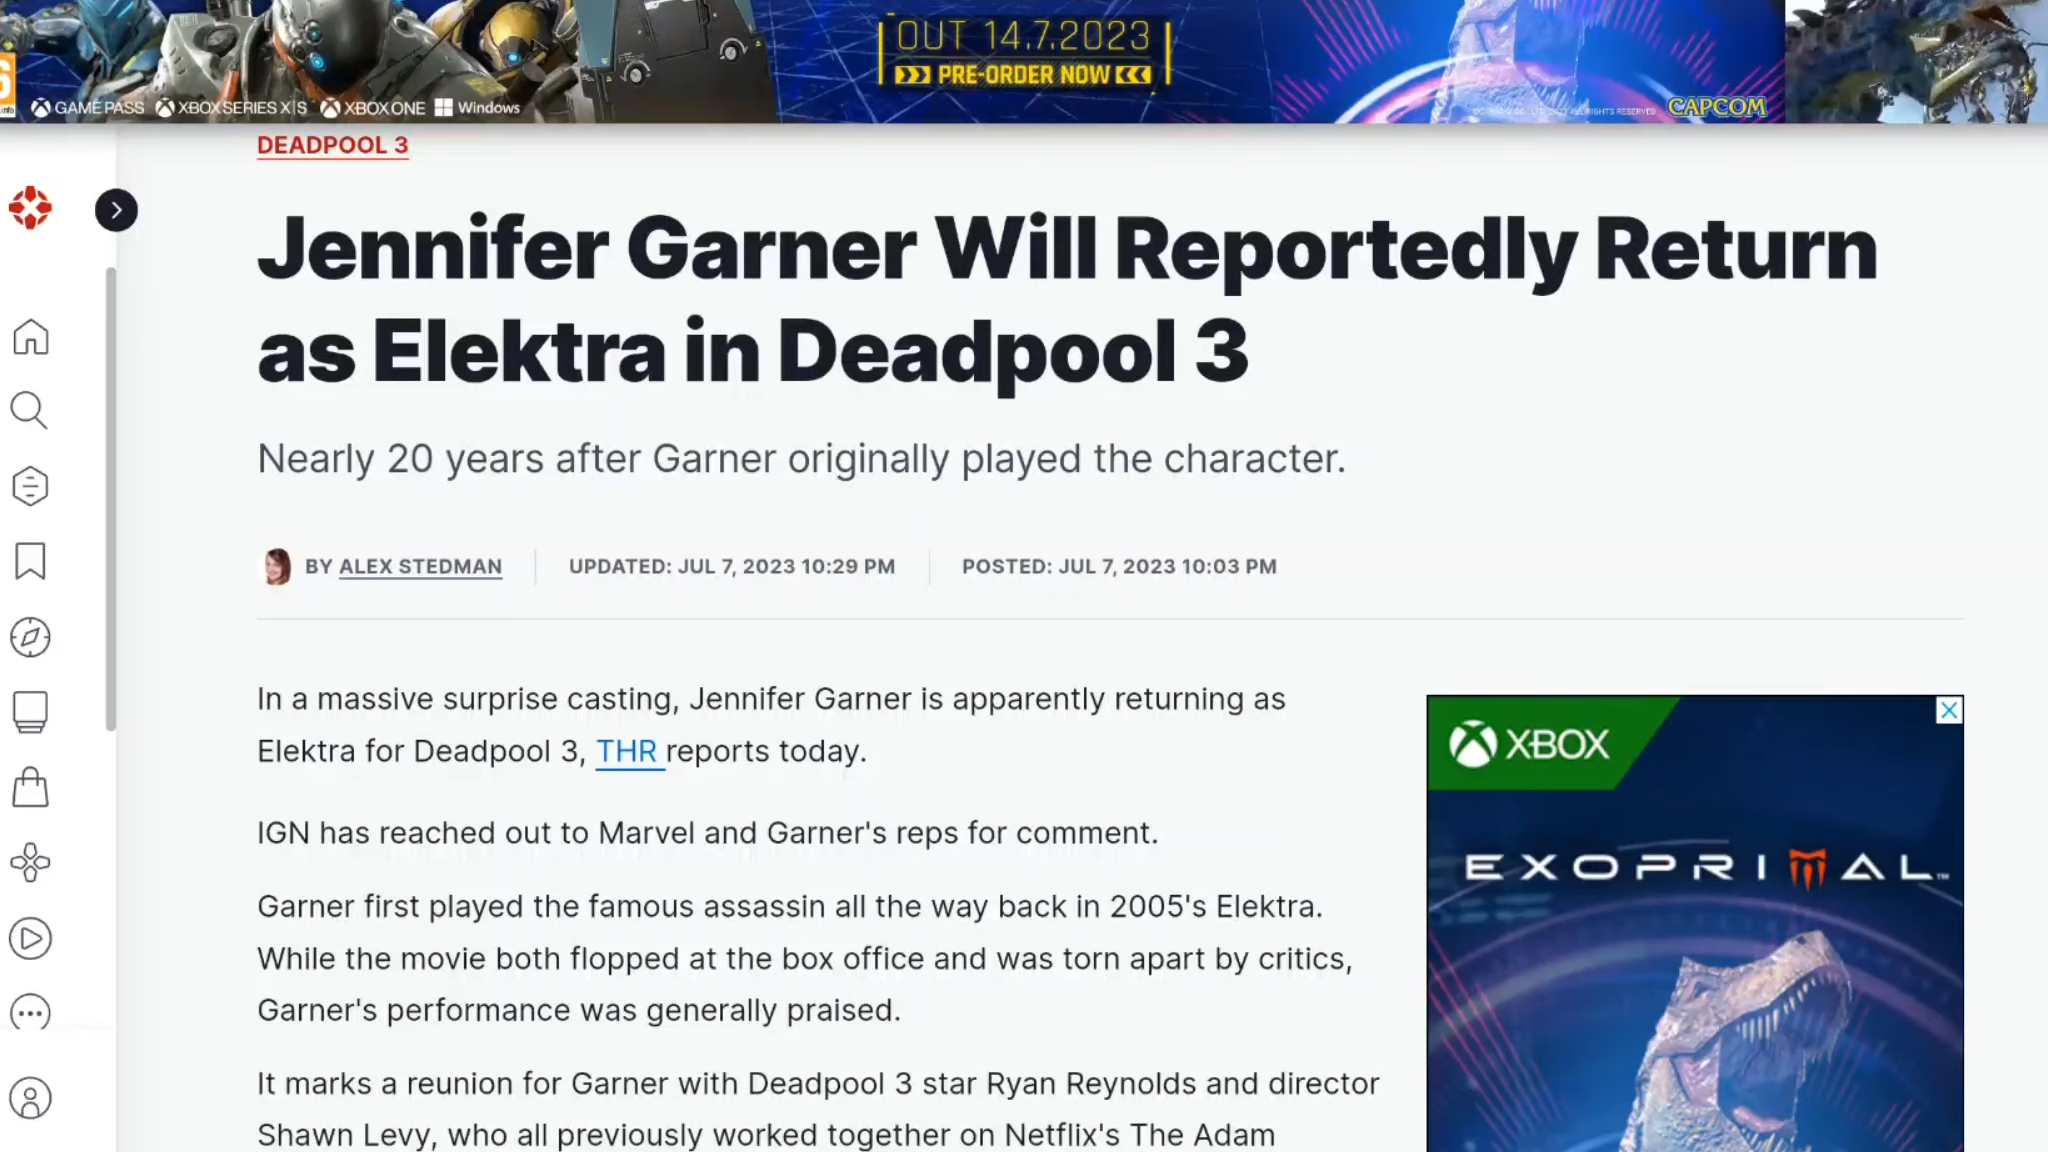 OUT 14.7.2023
PRE-ORDER NOW
GAME PASS XBOX SERIES X|S XBOX ONE Windows
CAPCOM
DEADPOOL 3
Jennifer Garner Will Reportedly Return
as Elektra in Deadpool 3
Nearly 20 years after Garner originally played the character.
BY ALEX STEDMAN UPDATED: JUL 7, 2023 10:29 PM POSTED: JUL 7, 2023 10:03 PM
In a massive surprise casting, Jennifer Garner is apparently returning as
Elektra for Deadpool 3, THR reports today.
IGN has reached out to Marvel and Garner's reps for comment.
Garner first played the famous assassin all the way back in 2005's Elektra.
While the movie both flopped at the box office and was torn apart by critics,
Garner's performance was generally praised.
It marks a reunion for Garner with Deadpool 3 star Ryan Reynolds and director
Shawn Levy, who all previously worked together on Netflix's The Adam
XBOX
EXOPRIMAL™